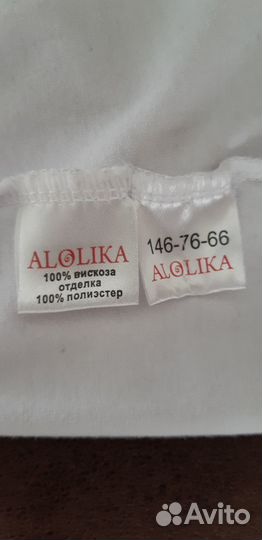 ALOLIKA
100% вискоза
отделка
100% полиэстер
146-76-66
ALOLIKA
Avito